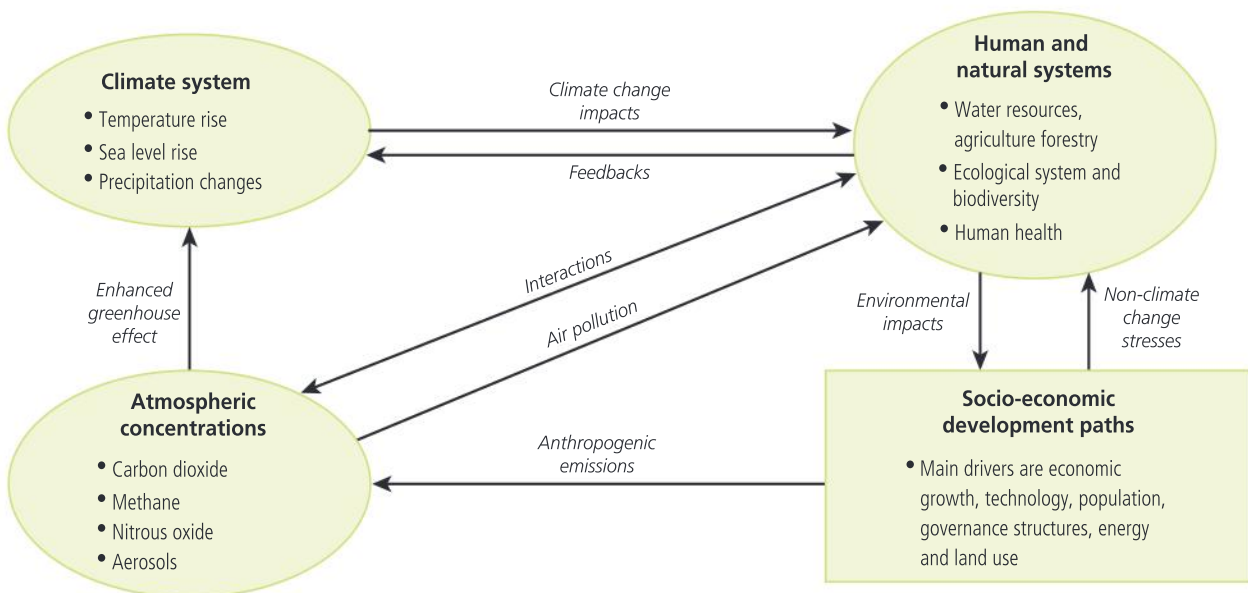 Climate system
• Temperature rise
• Sea level rise
• Precipitation changes
Climate change
impacts
Feedbacks
Human and
natural systems
• Water resources,
agriculture forestry
• Ecological system and
biodiversity
• Human health
Enhanced
greenhouse
effect
Interactions
Air pollution
Environmental
impacts
Non-climate
change
stresses
Atmospheric
concentrations
• Carbon dioxide
• Methane
• Nitrous oxide
• Aerosols
Anthropogenic
emissions
Socio-economic
development paths
• Main drivers are economic
growth, technology, population,
governance structures, energy
and land use